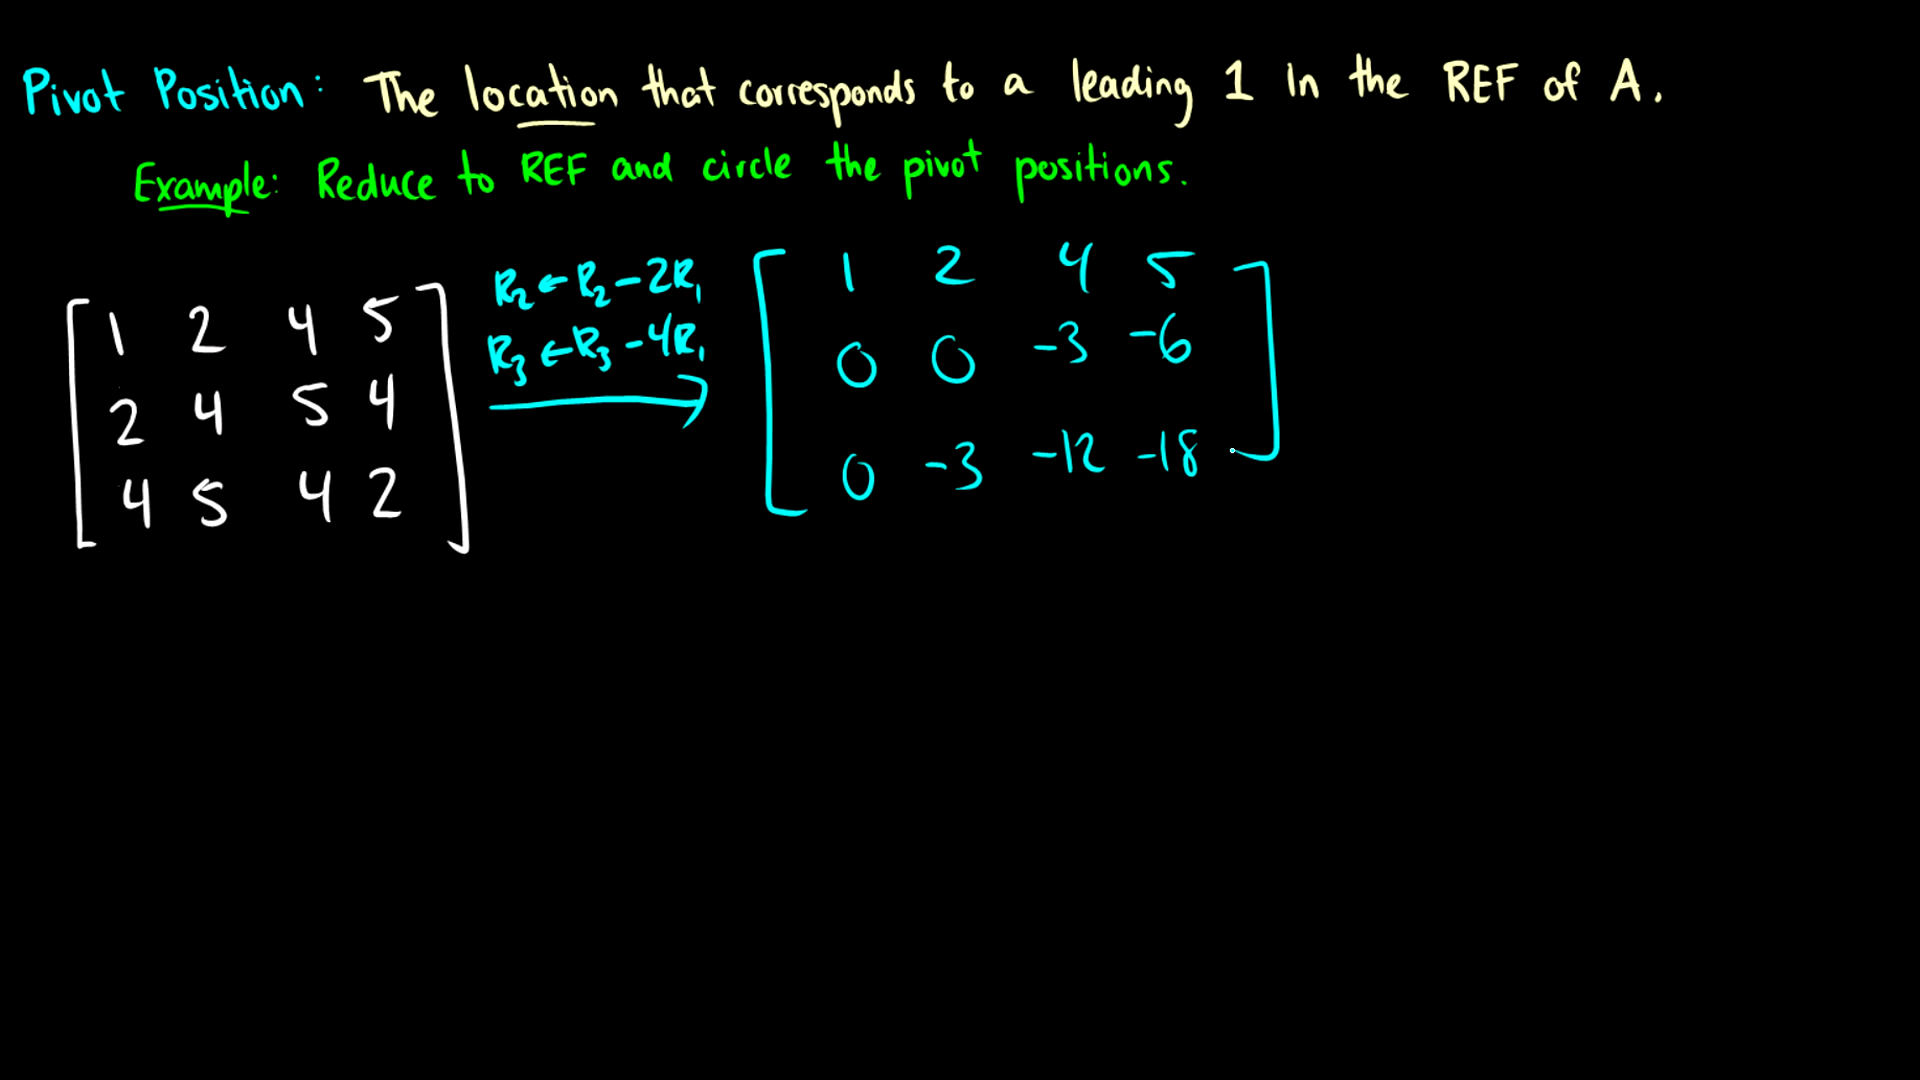 Pivot Position: The location that corresponds to a leading 1 in the REF of A.
Example: Reduce to REF and circle the pivot positions.
[1 2 4 5
2 4 5 4
4 5 4 2]
R₂ ← R₂ - 2R₁
R₃ ← R₃ - 4R₁
→
[1 2 4 5
0 0 -3 -6
0 -3 -12 -18]